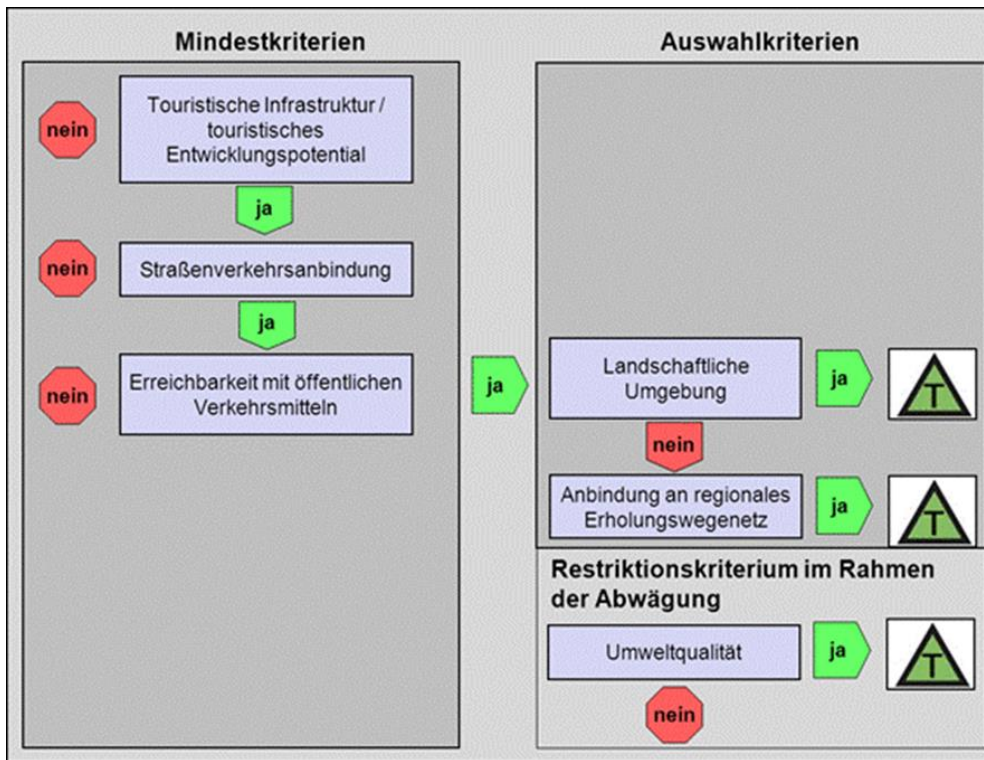 Mindestkriterien
nein
Touristische Infrastruktur /
touristisches
Entwicklungspotential
ja
nein
Straßenverkehrsanbindung
ja
nein
Erreichbarkeit mit öffentlichen
Verkehrsmitteln
ja
Auswahlkriterien
Landschaftliche
Umgebung
ja
T
nein
Anbindung an regionales
Erholungswegenetz
ja
T
Restriktionskriterium im Rahmen
der Abwägung
Umweltqualität
ja
T
nein